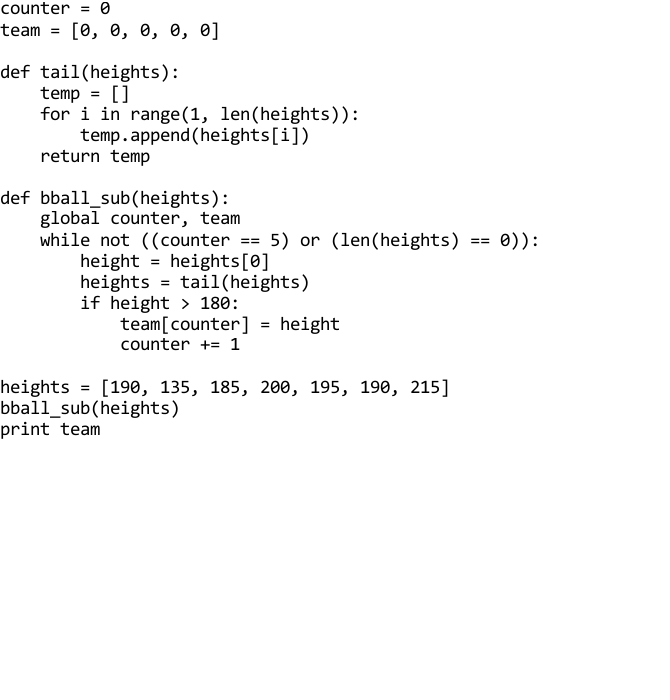 counter = 0
team = [0, 0, 0, 0, 0]

def tail(heights):
    temp = []
    for i in range(1, len(heights)):
        temp.append(heights[i])
    return temp

def bball_sub(heights):
    global counter, team
    while not ((counter == 5) or (len(heights) == 0)):
        height = heights[0]
        heights = tail(heights)
        if height > 180:
            team[counter] = height
            counter += 1

heights = [190, 135, 185, 200, 195, 190, 215]
bball_sub(heights)
print team